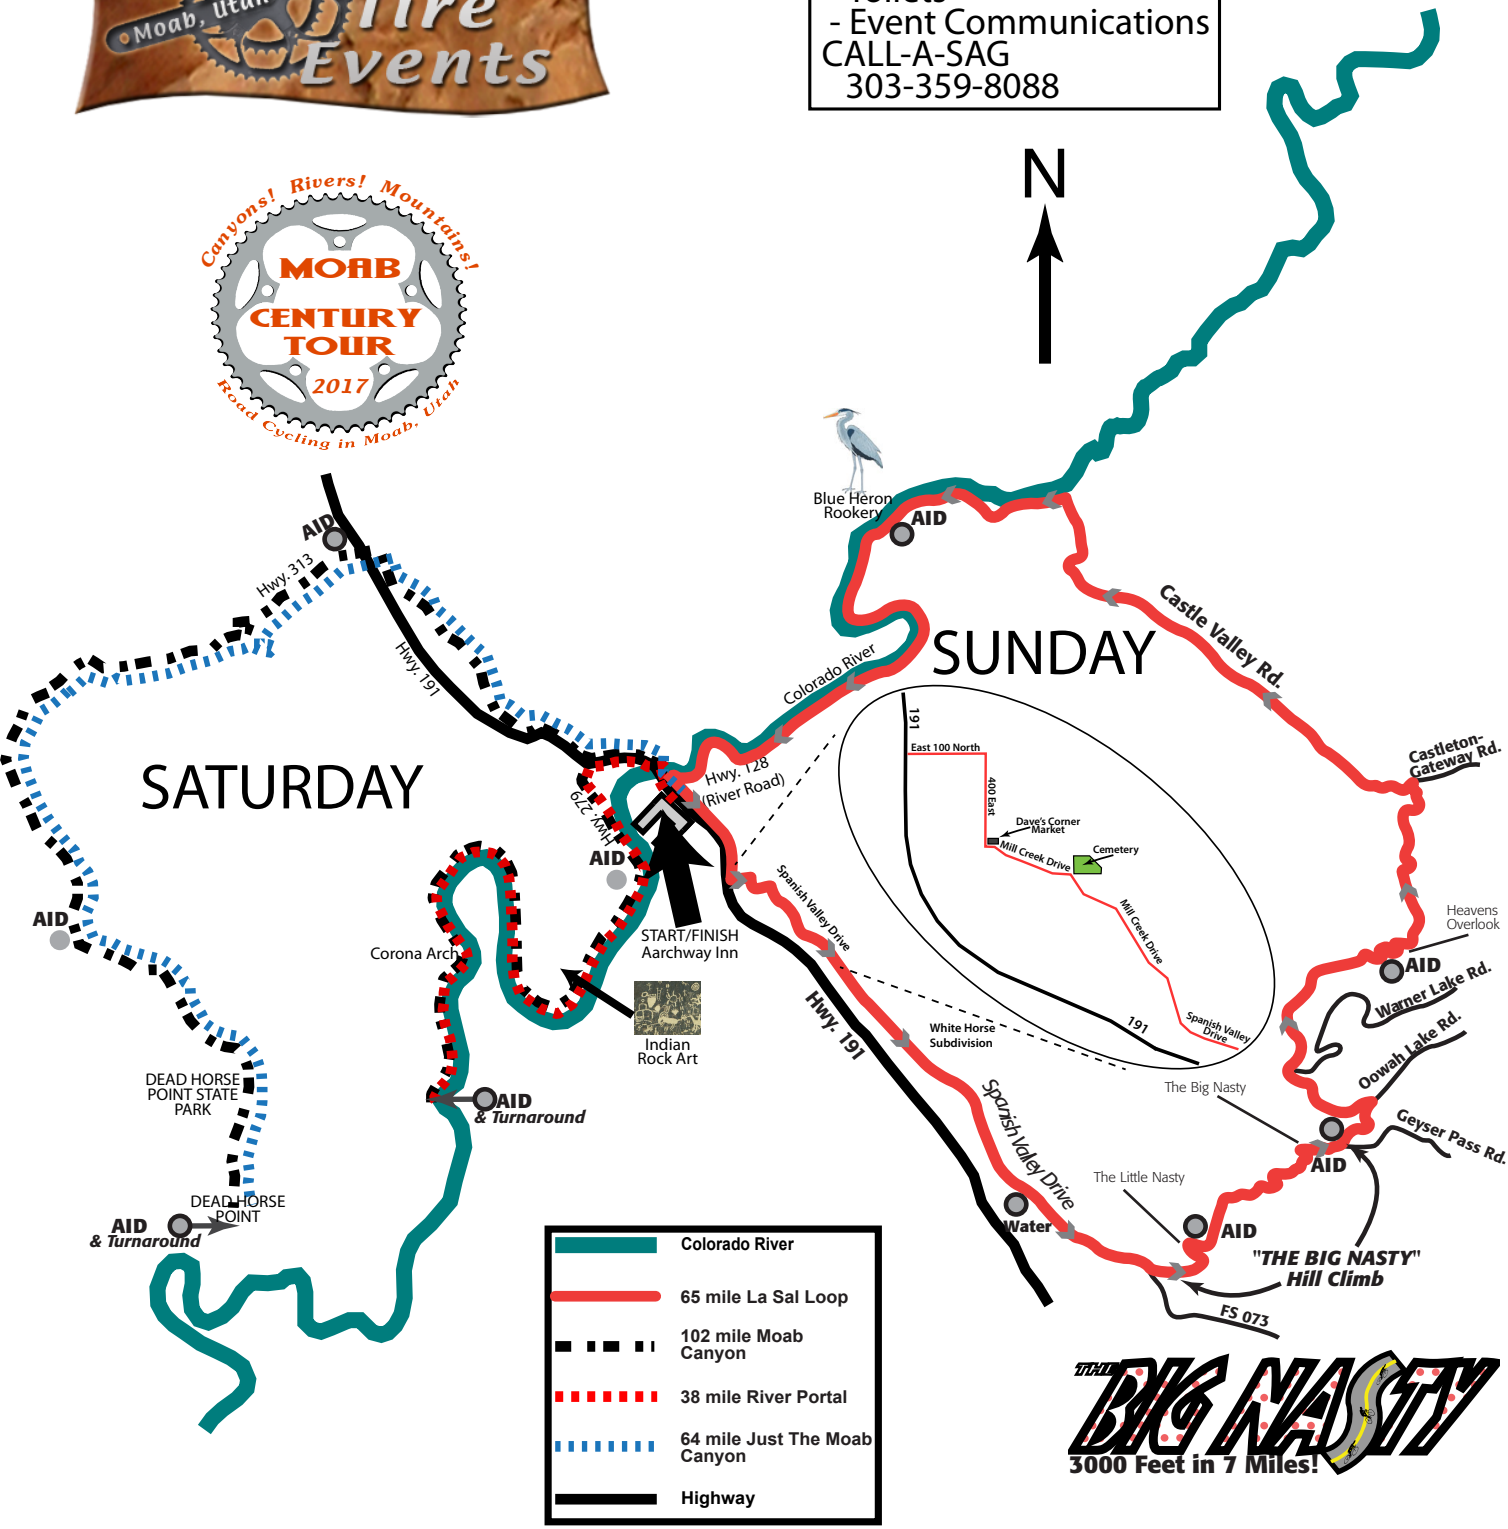 Moab, Utah
Tire
Events
Toilets
- Event Communications
CALL-A-SAG
303-359-8088
N
Canyons! Rivers! Mountains!
MOAB
CENTURY
TOUR
2017
Road Cycling in Moab, Utah
Blue Heron
Rookery
AID
AID
Hwy. 313
Hwy. 191
Colorado River
SUNDAY
Castle Valley Rd.
Castleton-
Gateway Rd.
SATURDAY
Hwy. 128
(River Road)
Hwy. 279
AID
191
East 100 North
400 East
Dave's Corner
Market
Mill Creek Drive
Cemetery
Mill Creek Drive
Spanish Valley
Drive
191
Spanish Valley Drive
START/FINISH
Aarchway Inn
Corona Arch
AID
Heavens
Overlook
AID
Warner Lake Rd.
Oowah Lake Rd.
Geyser Pass Rd.
Hwy. 191
White Horse
Subdivision
Indian
Rock Art
DEAD HORSE
POINT STATE
PARK
AID
& Turnaround
Spanish Valley Drive
The Big Nasty
AID
The Little Nasty
DEAD HORSE
POINT
AID
& Turnaround
Water
AID
"THE BIG NASTY"
Hill Climb
FS 073
Colorado River
65 mile La Sal Loop
102 mile Moab
Canyon
38 mile River Portal
64 mile Just The Moab
Canyon
Highway
THE
BIG NASTY
3000 Feet in 7 Miles!